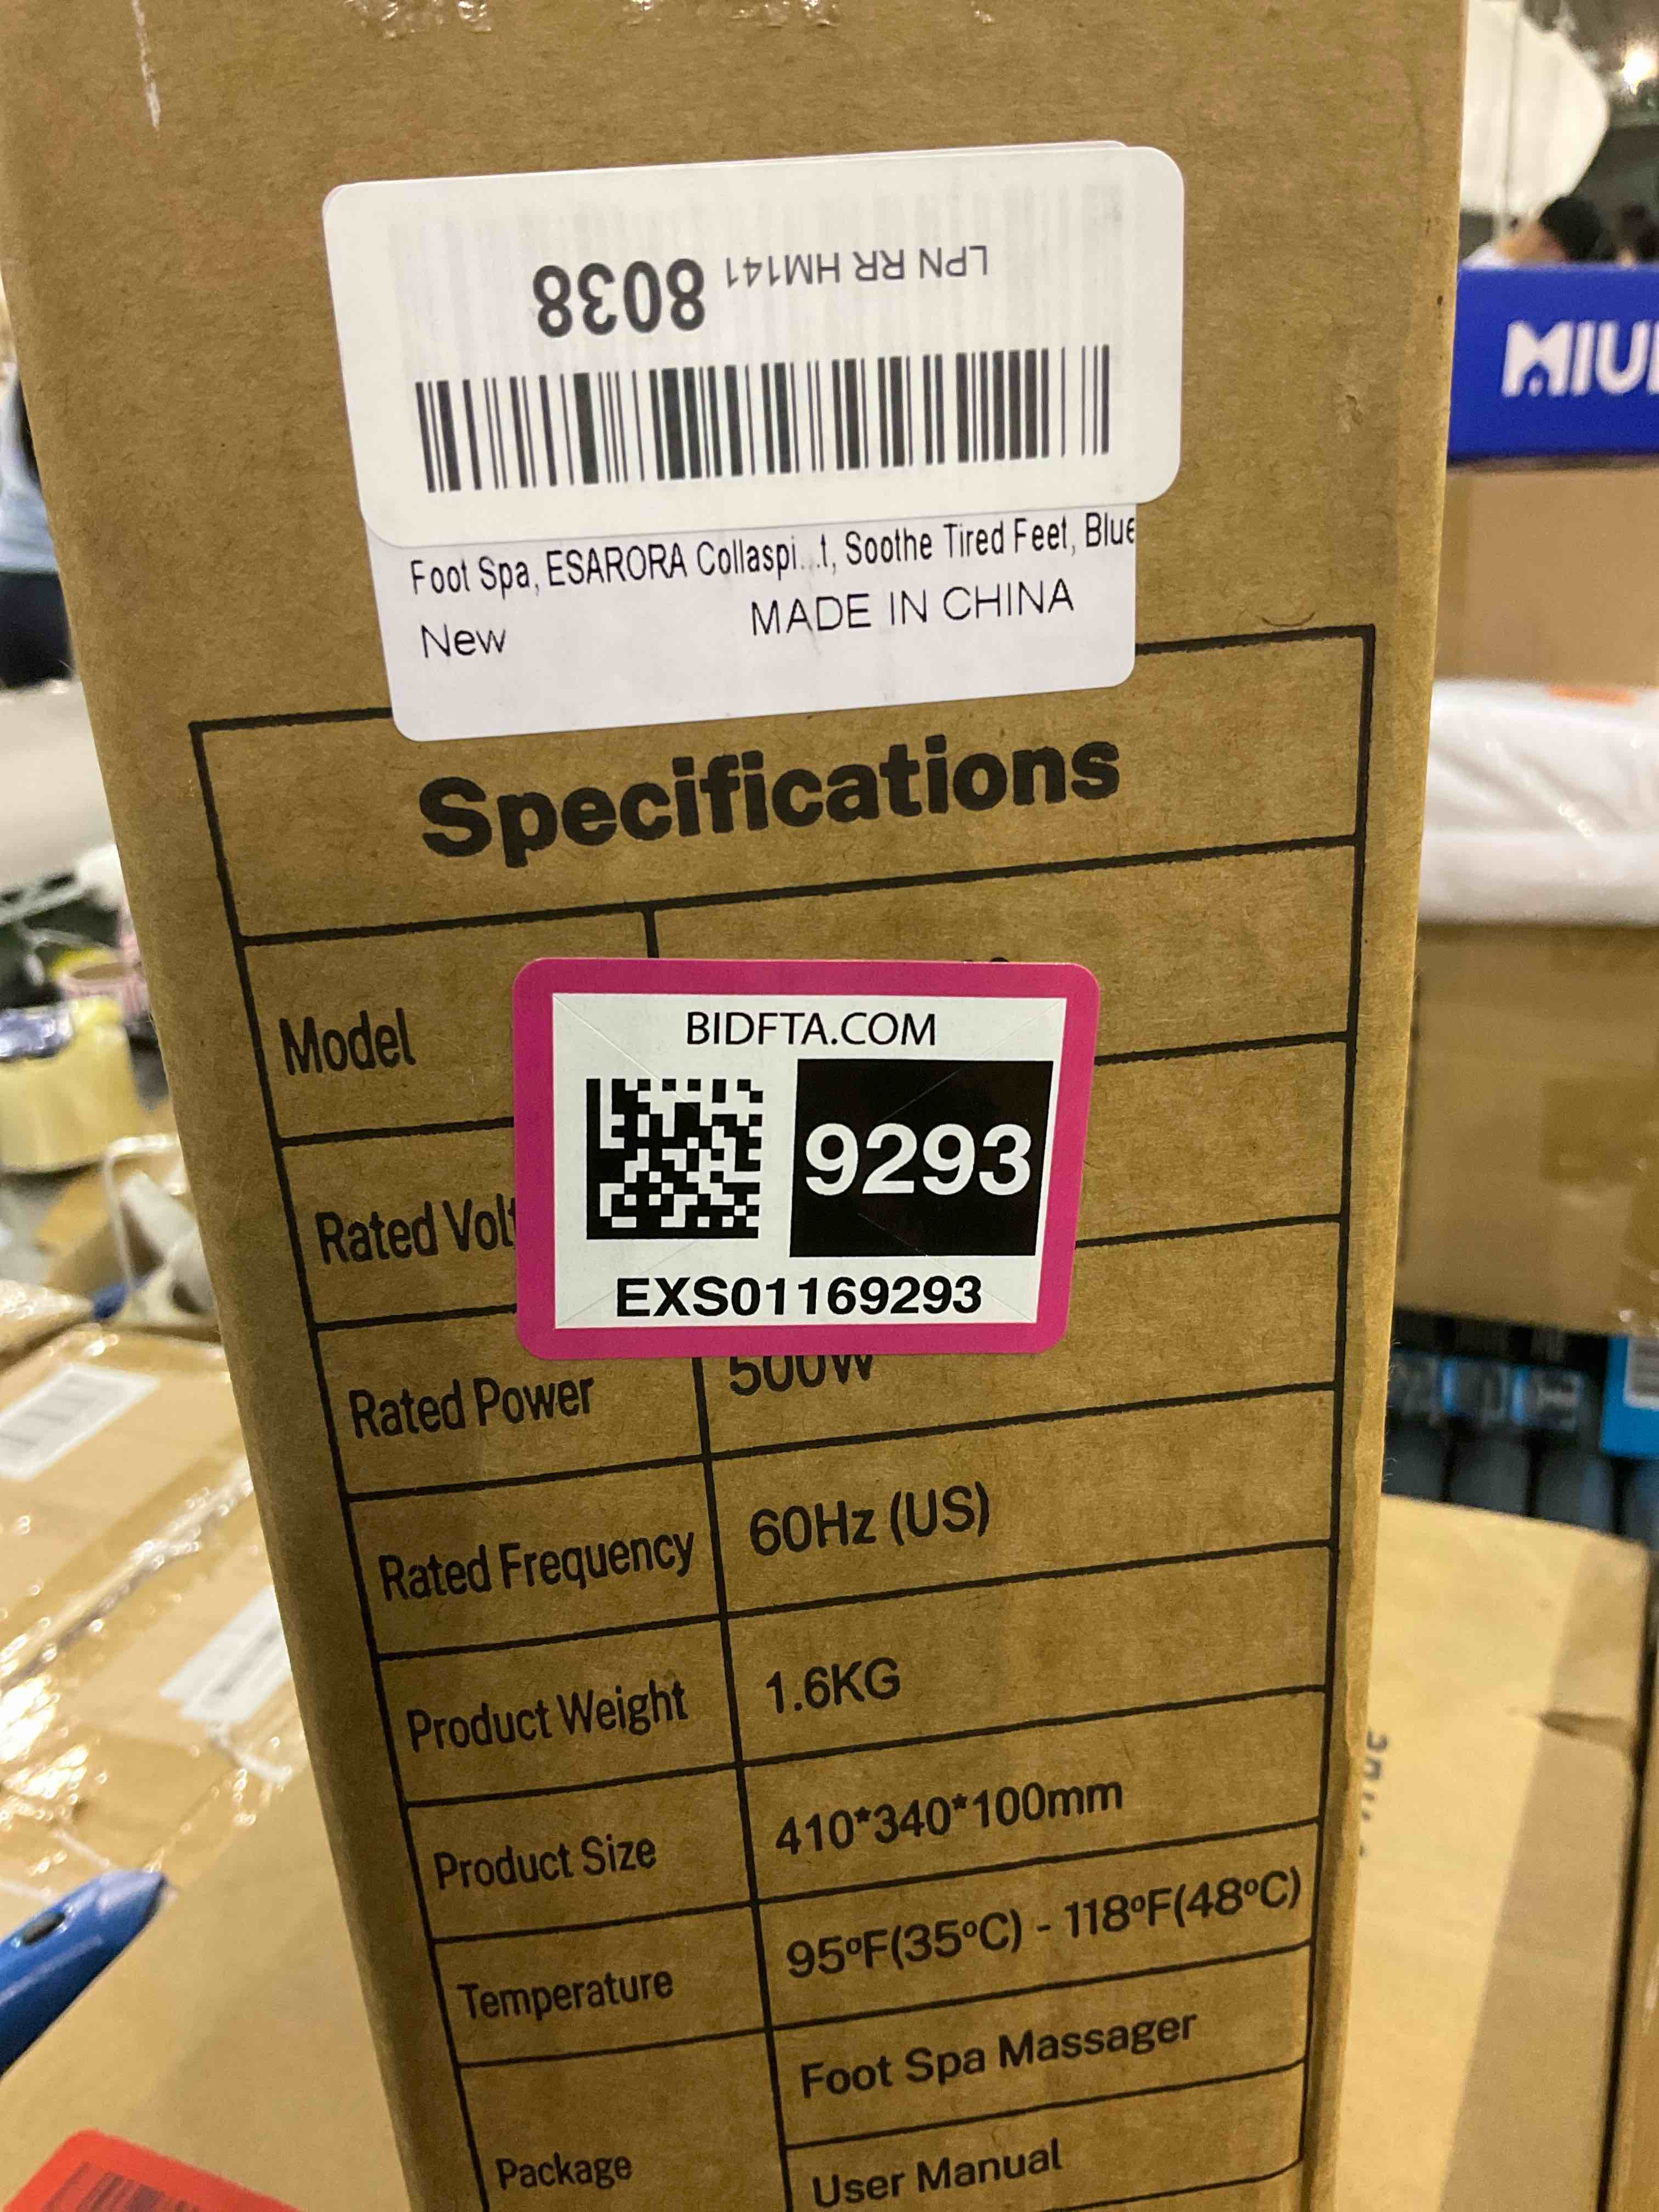 LPN RR HM141 8038
Foot Spa, ESARORA Collaspi...t, Soothe Tired Feet, Blue
New MADE IN CHINA
Specifications
Model
BIDFTA.COM
9293
EXS01169293
Rated Volt
Rated Power 500W
Rated Frequency 60Hz (US)
Product Weight 1.6KG
Product Size 410*340*100mm
Temperature 95ºF(35ºC) - 118ºF(48ºC)
Package Foot Spa Massager
User Manual
MIU